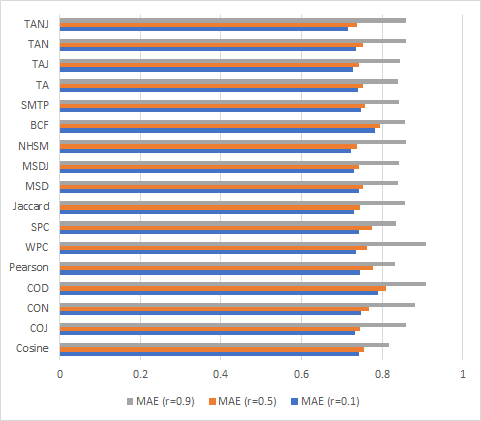 TANJ
TAN
TAJ
TA
SMTP
BCF
NHSM
MSDJ
MSD
Jaccard
SPC
WPC
Pearson
COD
CON
COJ
Cosine
0 0.2 0.4 0.6 0.8 1
MAE (r=0.9) MAE (r=0.5) MAE (r=0.1)